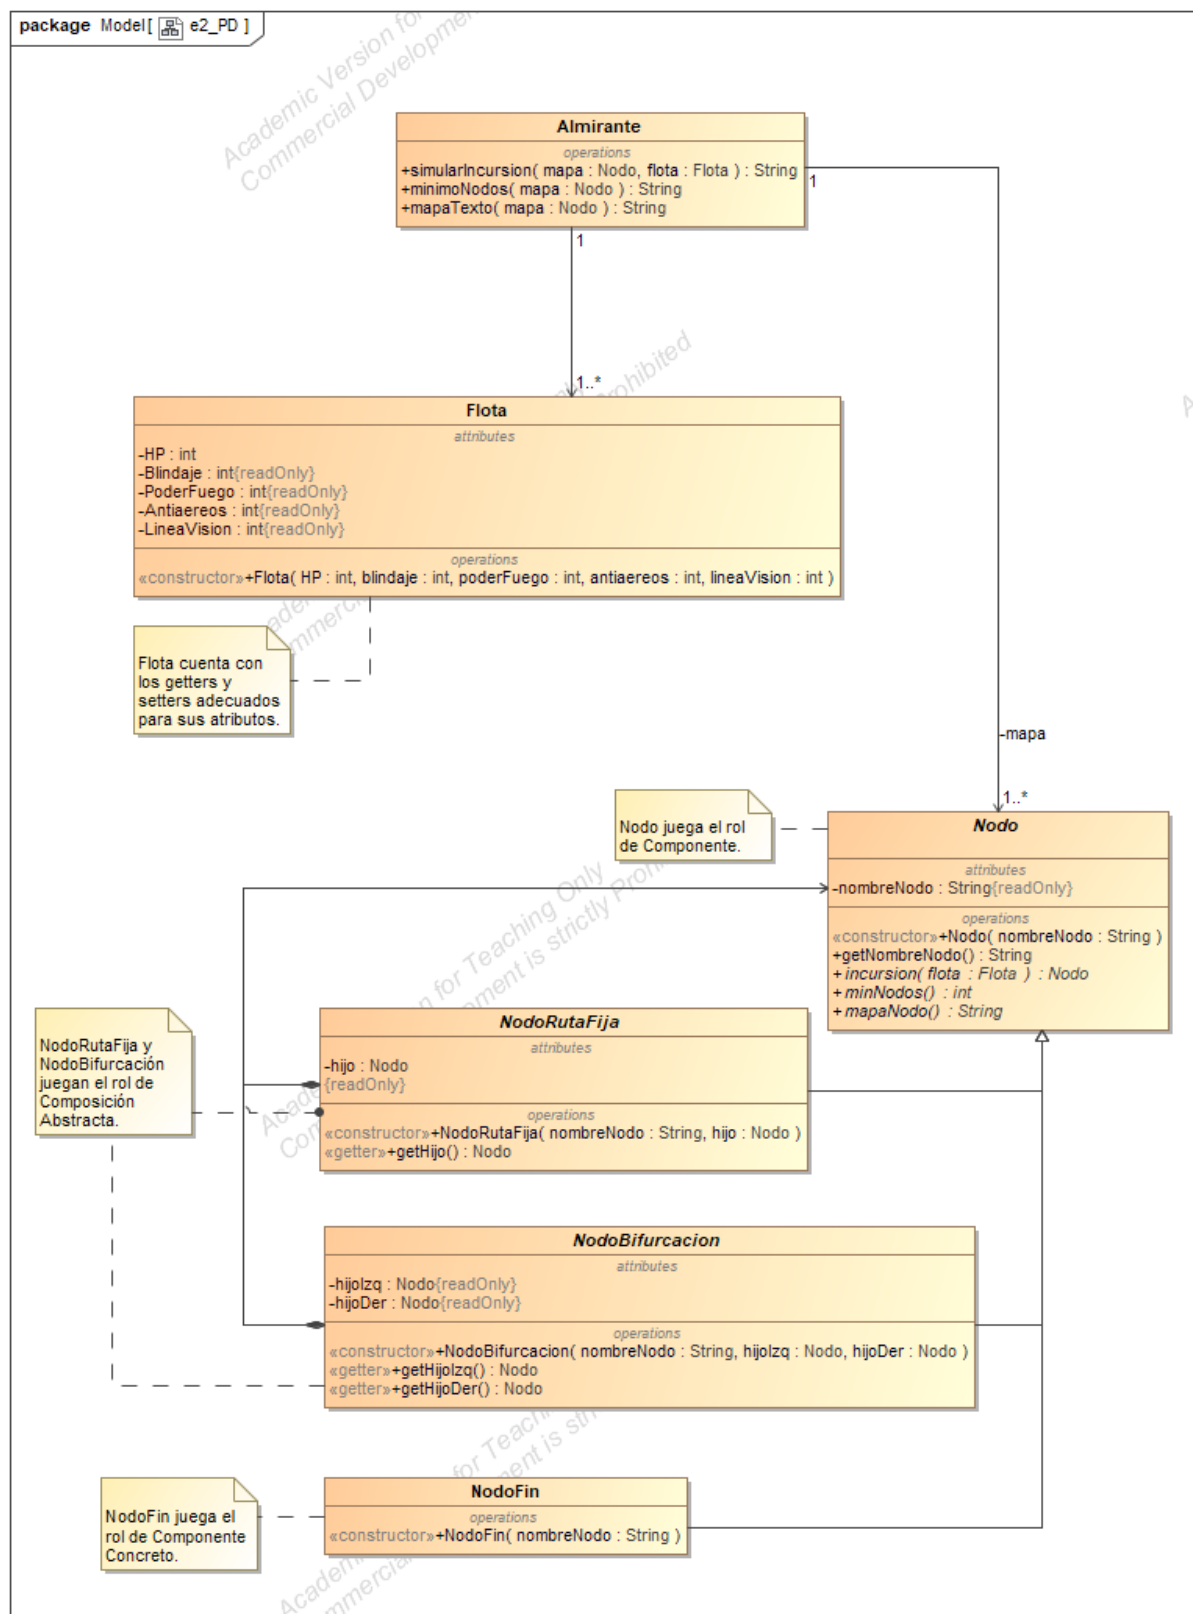 package Model[ e2_PD ]
Academic Version for
Commercial Developmen
Almirante
operations
+simularIncursion( mapa : Nodo, flota : Flota ) : String
+minimoNodos( mapa : Nodo ) : String
+mapaTexto( mapa : Nodo ) : String
1
1
1..*
Flota
attributes
-HP : int
-Blindaje : int{readOnly}
-PoderFuego : int{readOnly}
-Antiaereos : int{readOnly}
-LineaVision : int{readOnly}
operations
«constructor»+Flota( HP : int, blindaje : int, poderFuego : int, antiaereos : int, lineaVision : int )
Flota cuenta con
los getters y
setters adecuados
para sus atributos.
-mapa
1..*
Nodo juega el rol
de Componente.
Nodo
attributes
-nombreNodo : String{readOnly}
operations
«constructor»+Nodo( nombreNodo : String )
+getNombreNodo() : String
+incursion( flota : Flota ) : Nodo
+minNodos() : int
+mapaNodo() : String
NodoRutaFija y
NodoBifurcación
juegan el rol de
Composición
Abstracta.
NodoRutaFija
attributes
-hijo : Nodo
{readOnly}
operations
«constructor»+NodoRutaFija( nombreNodo : String, hijo : Nodo )
«getter»+getHijo() : Nodo
NodoBifurcacion
attributes
-hijoIzq : Nodo{readOnly}
-hijoDer : Nodo{readOnly}
operations
«constructor»+NodoBifurcacion( nombreNodo : String, hijoIzq : Nodo, hijoDer : Nodo )
«getter»+getHijoIzq() : Nodo
«getter»+getHijoDer() : Nodo
NodoFin juega el
rol de Componente
Concreto.
NodoFin
operations
«constructor»+NodoFin( nombreNodo : String )